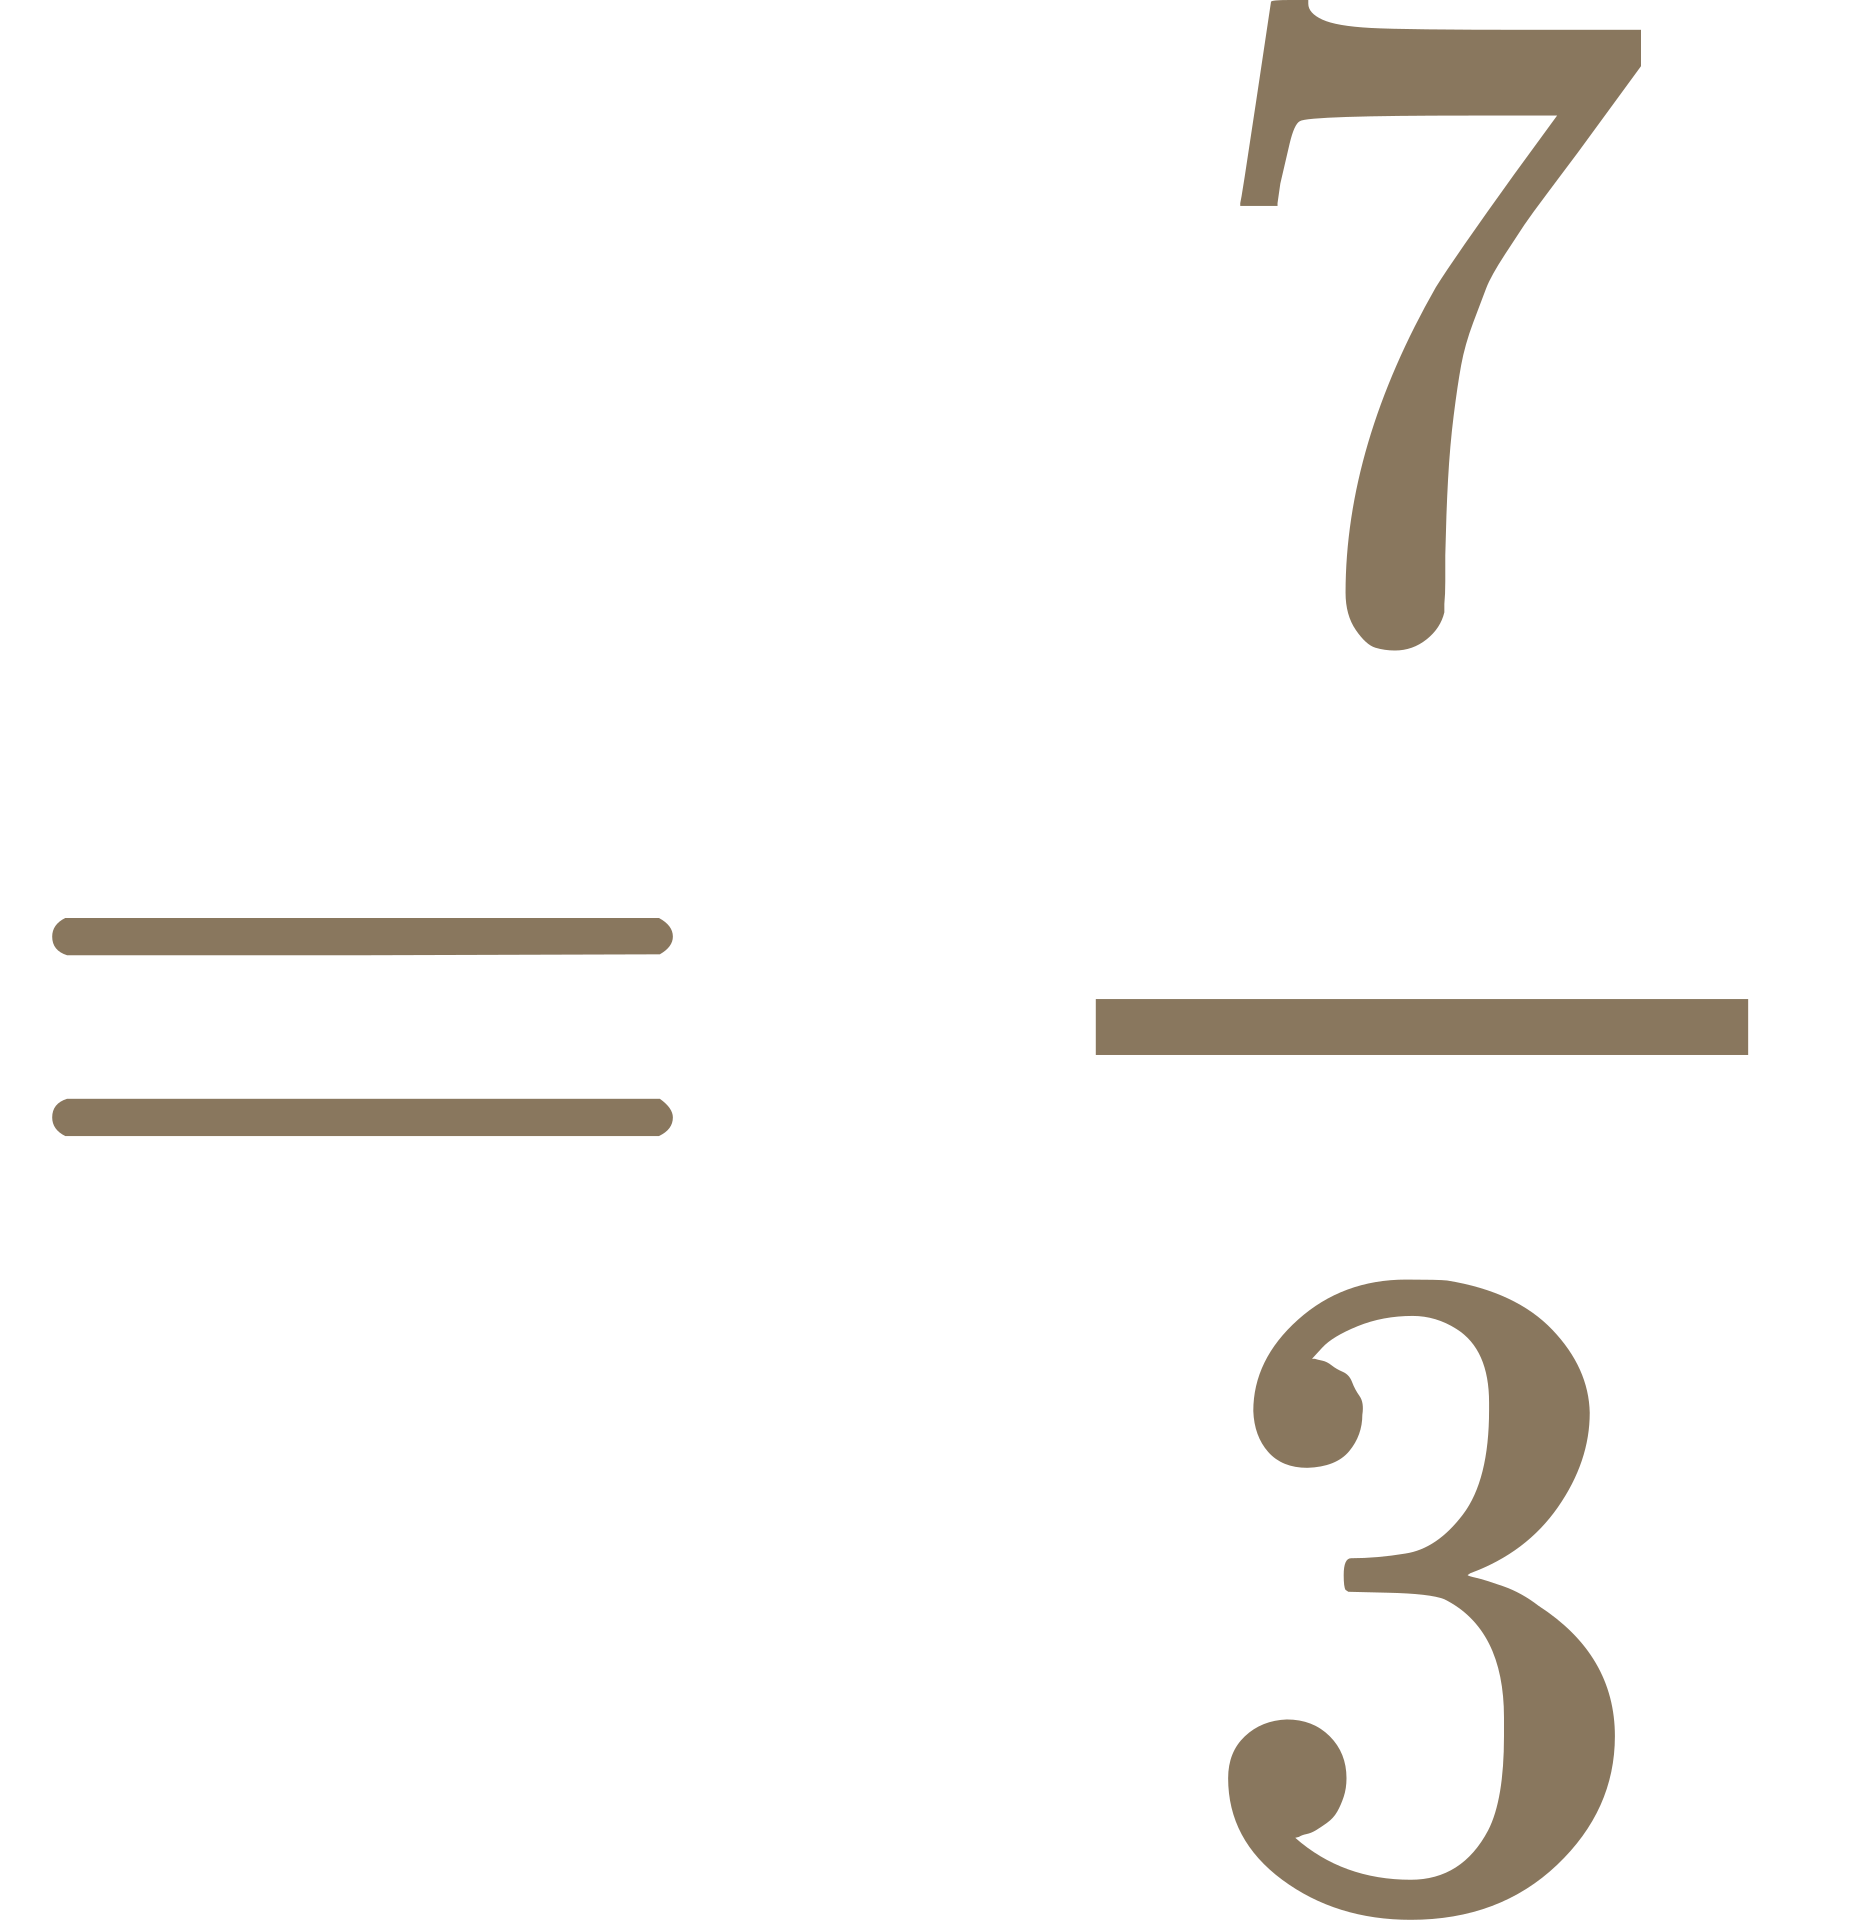 = 7/3